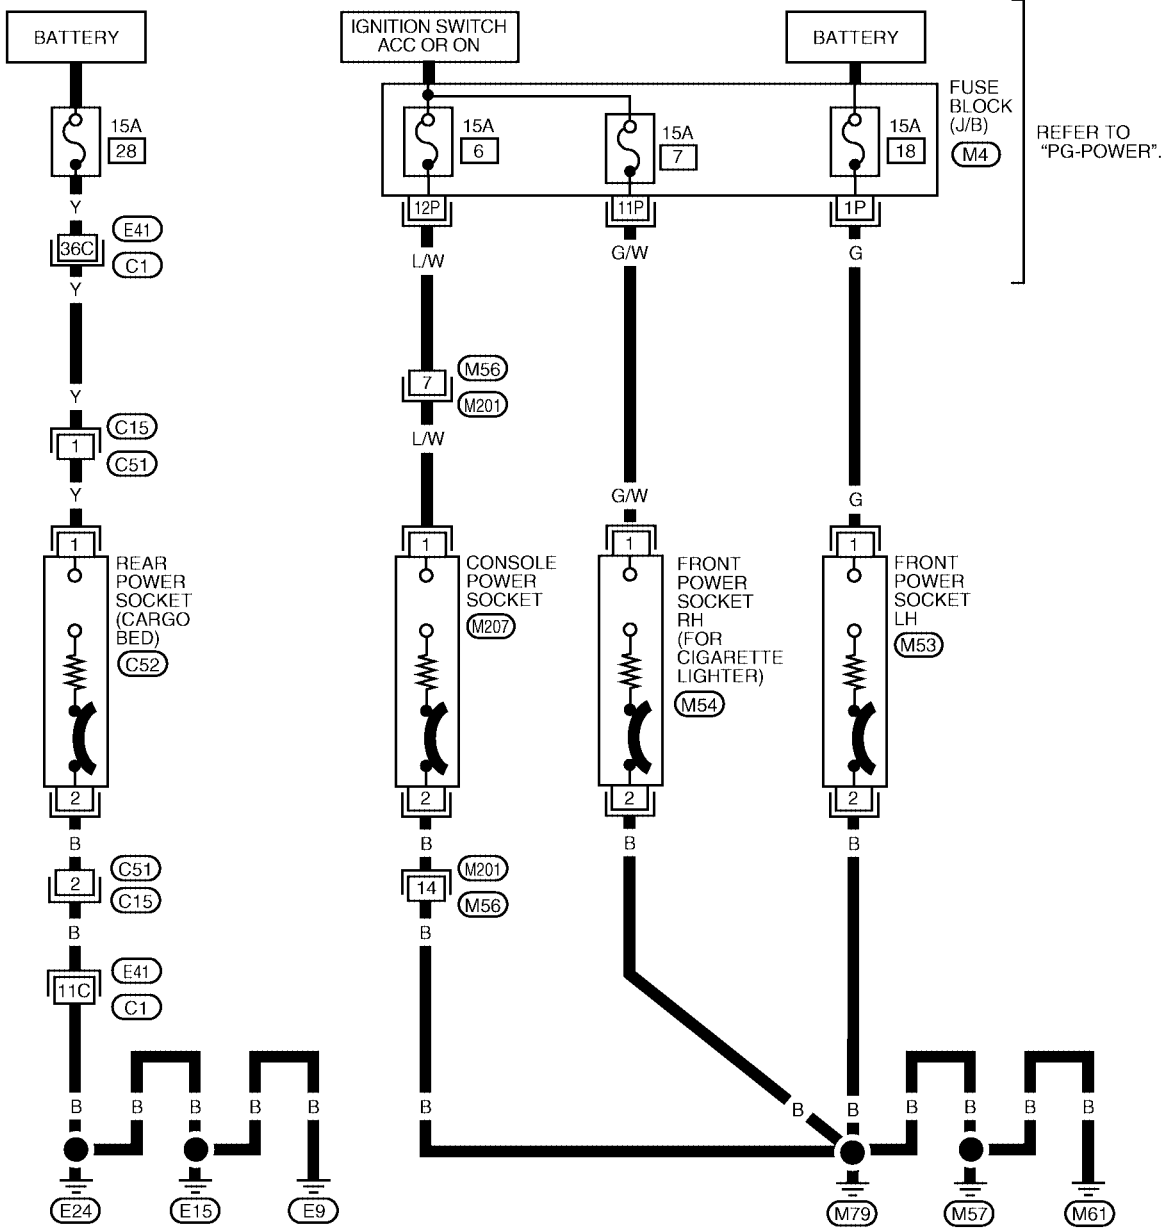 BATTERY
IGNITION SWITCH
ACC OR ON
BATTERY
FUSE
BLOCK
(J/B)
M4
REFER TO
“PG-POWER”.
15A
28
15A
6
15A
7
15A
18
Y
12P
11P
1P
36C
E41
C1
L/W
G/W
G
Y
7
M56
M201
Y
1
C15
C51
L/W
Y
G/W
G
1
REAR
POWER
SOCKET
(CARGO
BED)
C52
1
CONSOLE
POWER
SOCKET
M207
1
FRONT
POWER
SOCKET
RH
(FOR
CIGARETTE
LIGHTER)
M54
1
FRONT
POWER
SOCKET
LH
M53
2
2
2
2
B
B
B
B
2
C51
C15
14
M201
M56
B
B
11C
E41
C1
B
B
B
B
B
B
B
B
B
B
B
B
B
E24
E15
E9
M79
M57
M61